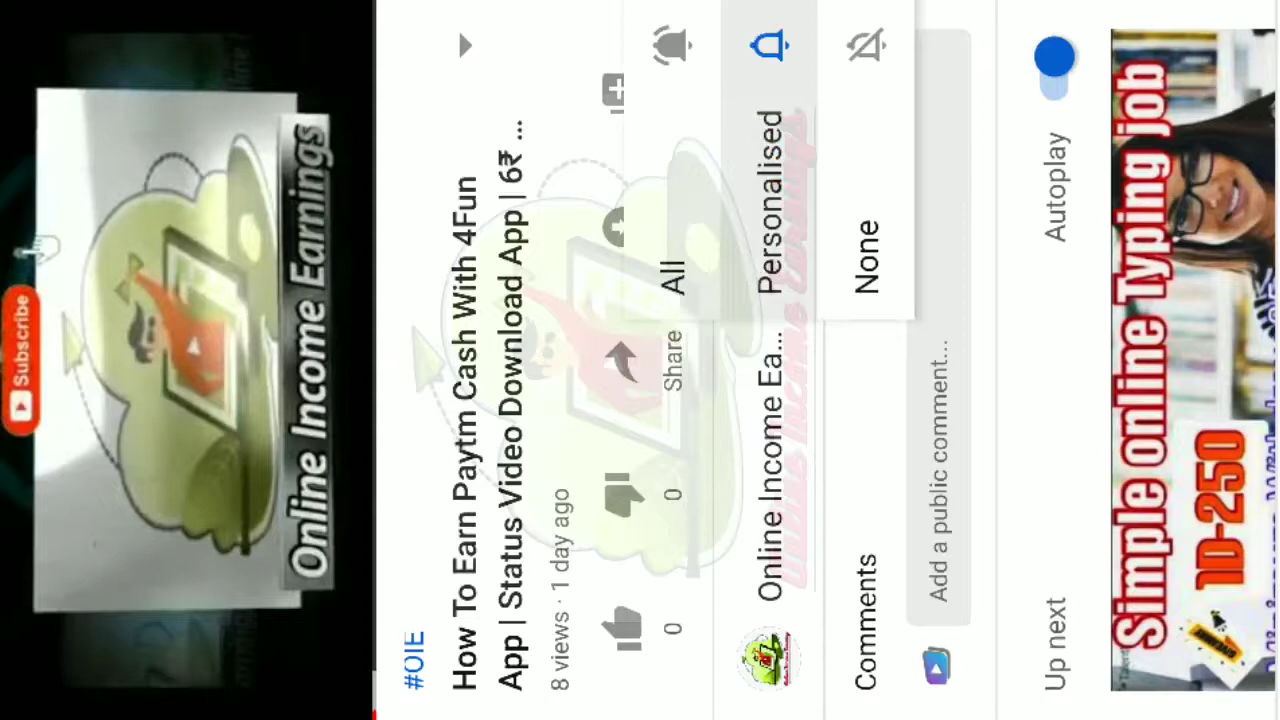 Subscribe
Online Income Earnings
#OIE
How To Earn Paytm Cash With 4Fun
App | Status Video Download App | 6₹ ...
8 views · 1 day ago
0
0
Share
All
Online Income Ea...
Personalised
None
Comments
Add a public comment...
Up next
Autoplay
Simple online Typing job
1D-250